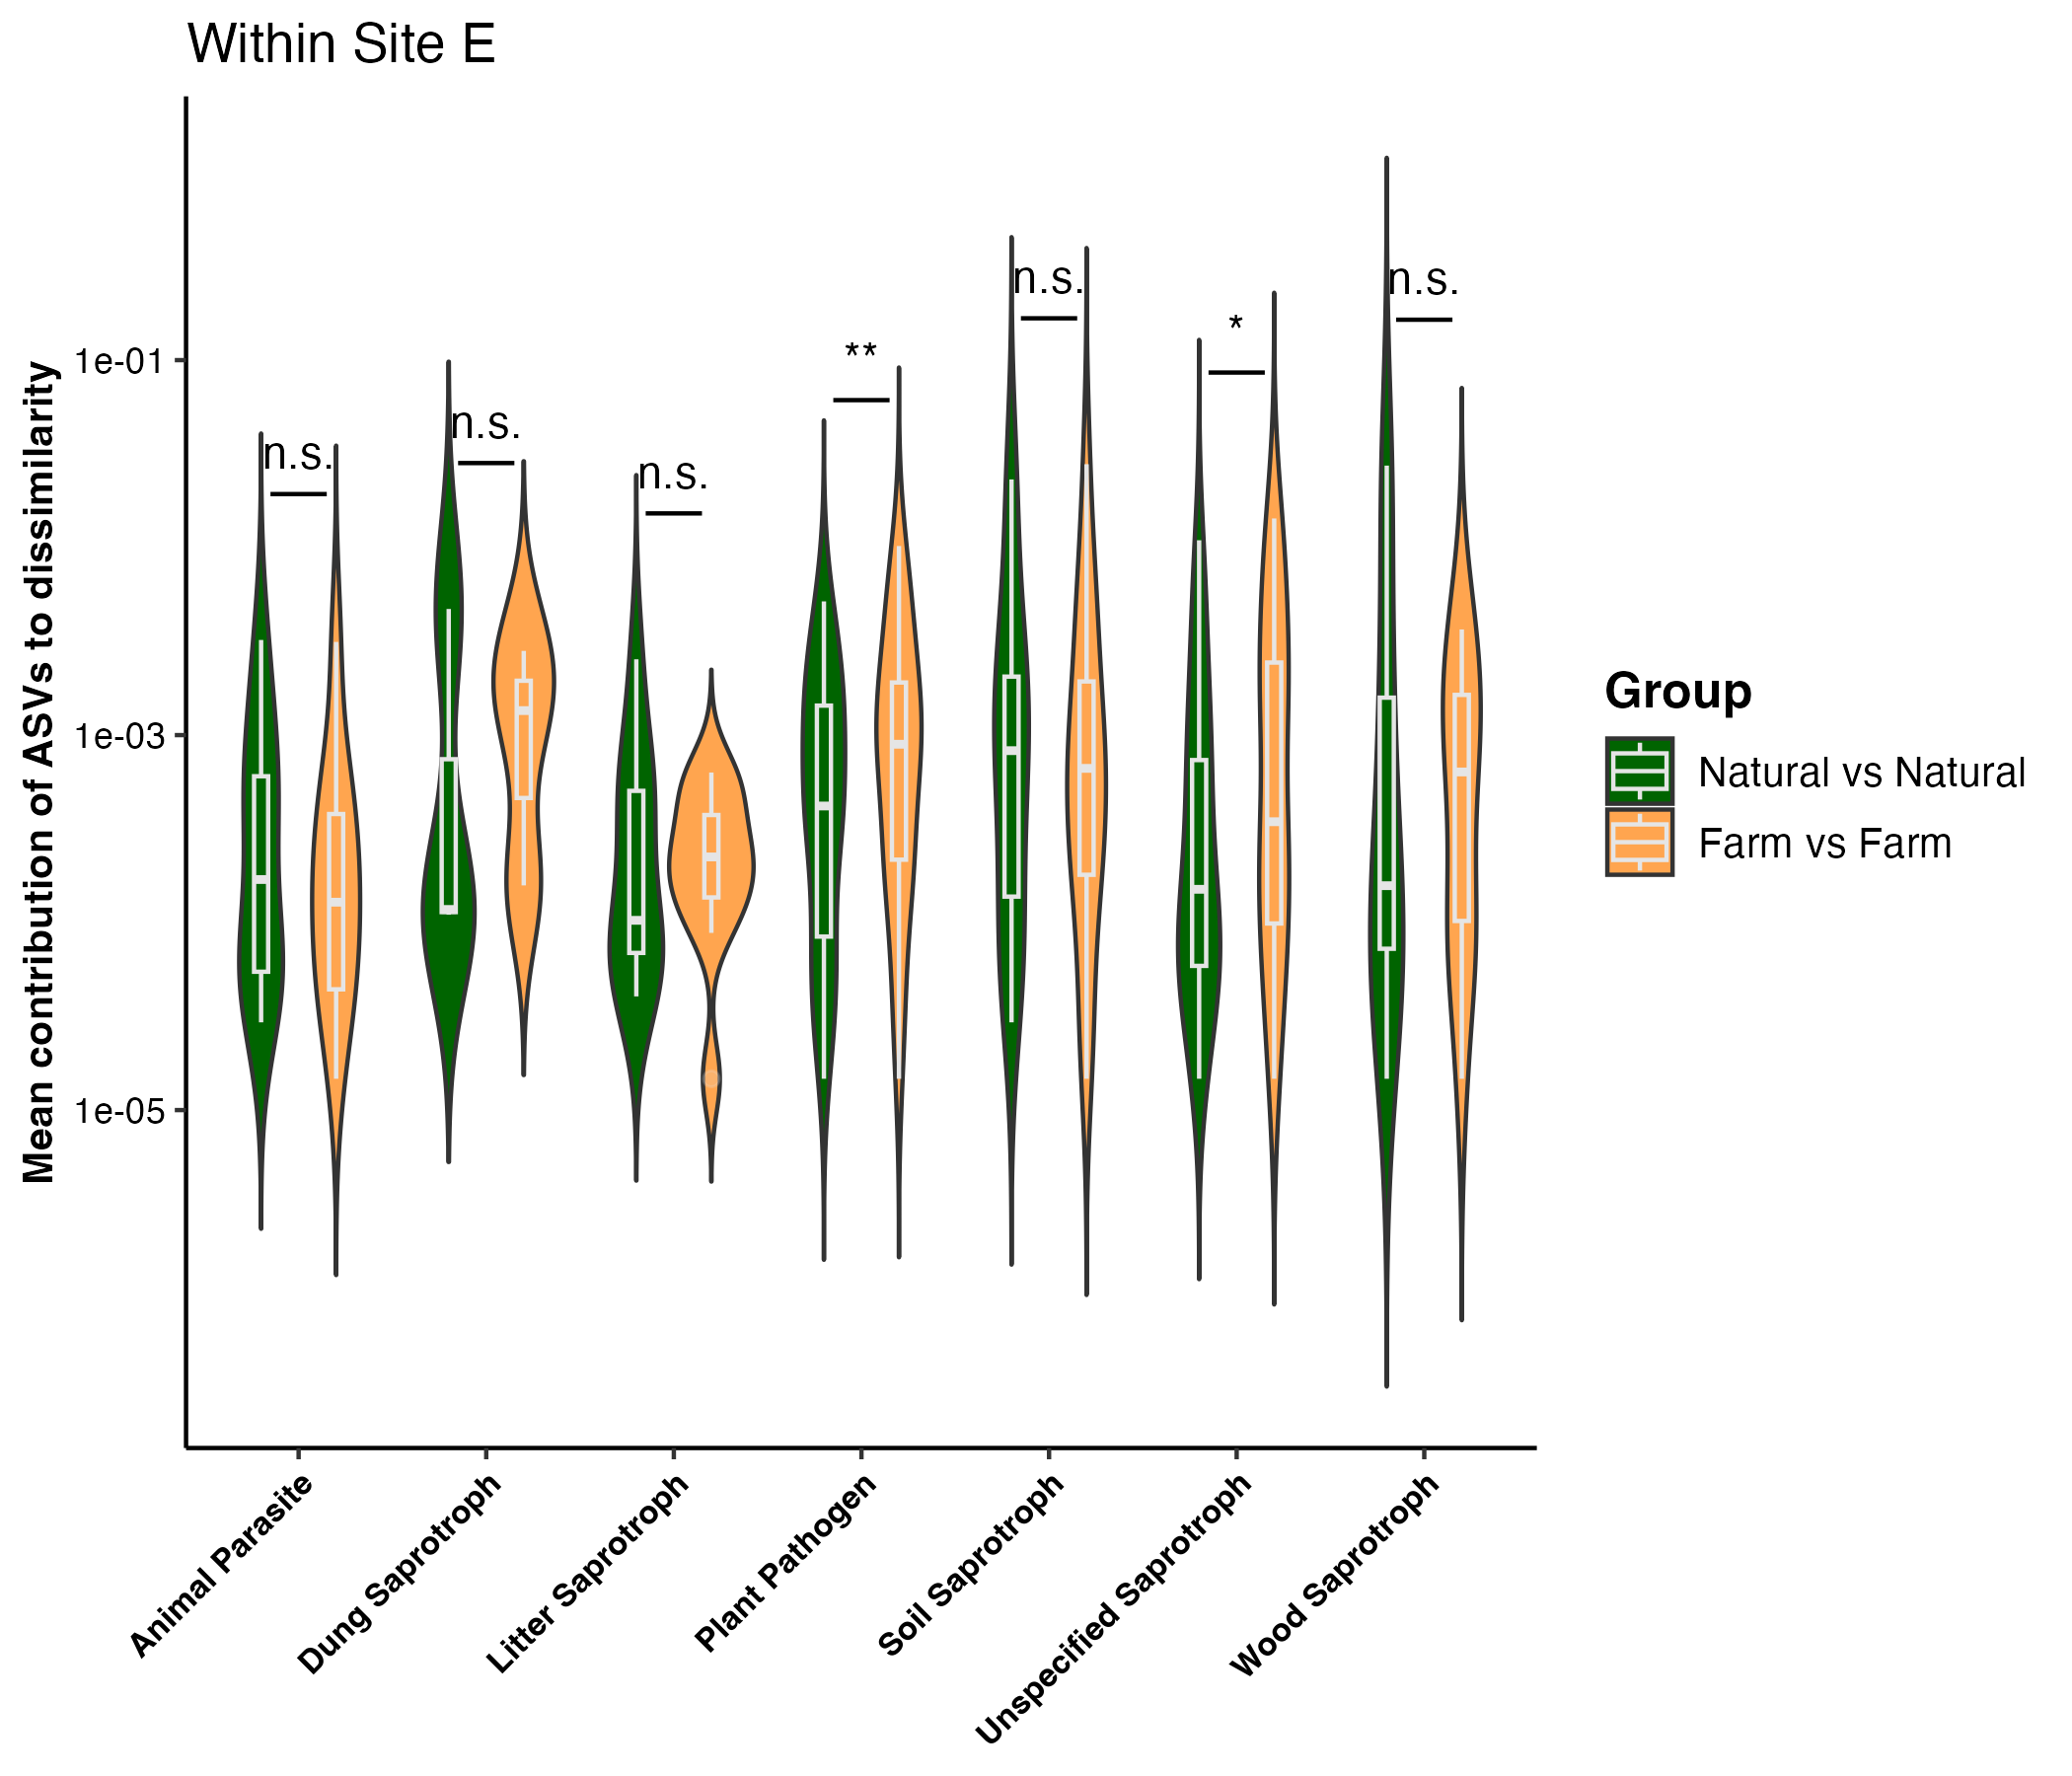 Within Site E
Mean contribution of ASVs to dissimilarity
1e-01
1e-03
1e-05
n.s.
n.s.
n.s.
**
n.s.
*
n.s.
Animal Parasite
Dung Saprotroph
Litter Saprotroph
Plant Pathogen
Soil Saprotroph
Unspecified Saprotroph
Wood Saprotroph
Group
Natural vs Natural
Farm vs Farm